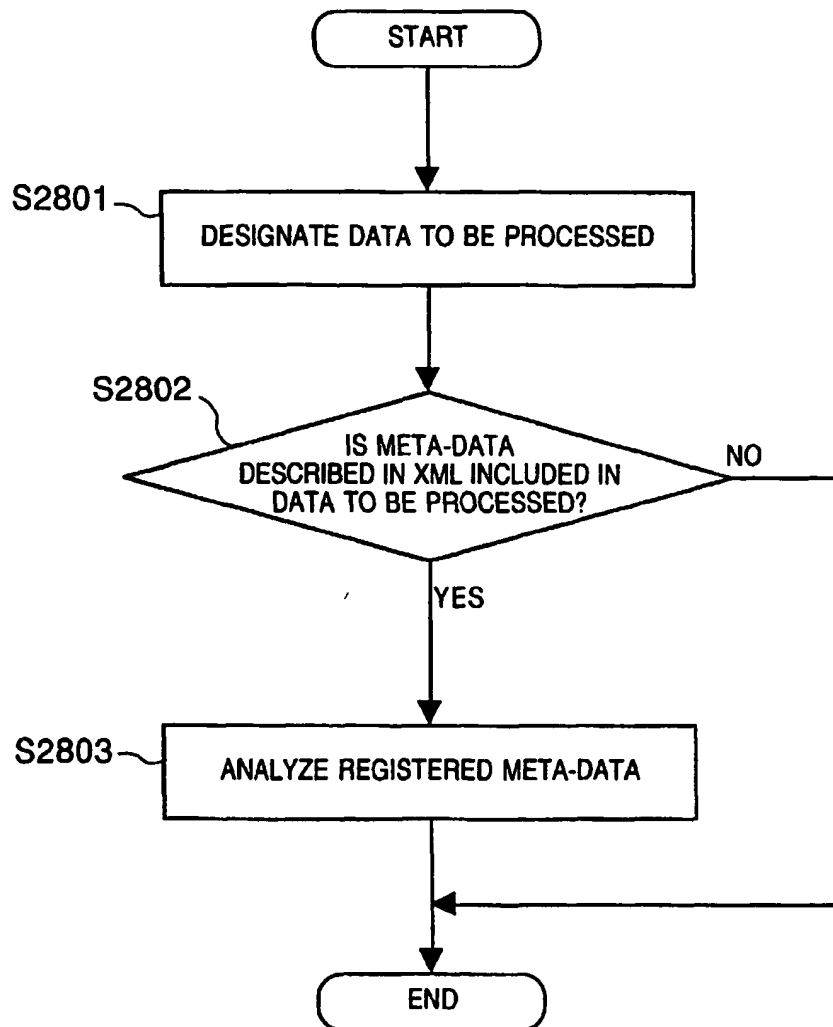 START
S2801
DESIGNATE DATA TO BE PROCESSED
S2802
IS META-DATA
DESCRIBED IN XML INCLUDED IN
DATA TO BE PROCESSED?
NO
YES
S2803
ANALYZE REGISTERED META-DATA
END